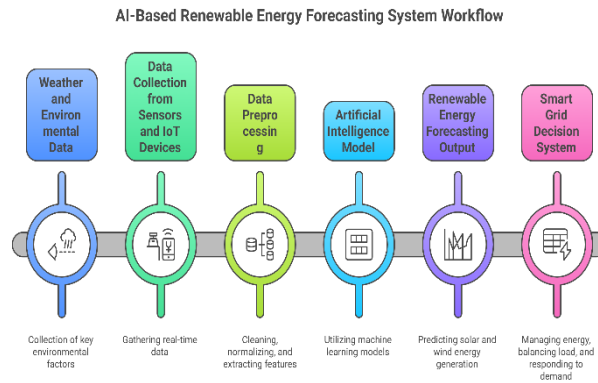 AI-Based Renewable Energy Forecasting System Workflow
Weather
and
Environ
mental
Data
Data
Collection
from
Sensors
and IoT
Devices
Data
Prepro
cessin
g
Artificial
Intelligence
Model
Renewable
Energy
Forecasting
Output
Smart
Grid
Decision
System
Collection of key
environmental
factors
Gathering real-time
data
Cleaning,
normalizing, and
extracting features
Utilizing machine
learning models
Predicting solar and
wind energy
generation
Managing energy,
balancing load, and
responding to
demand